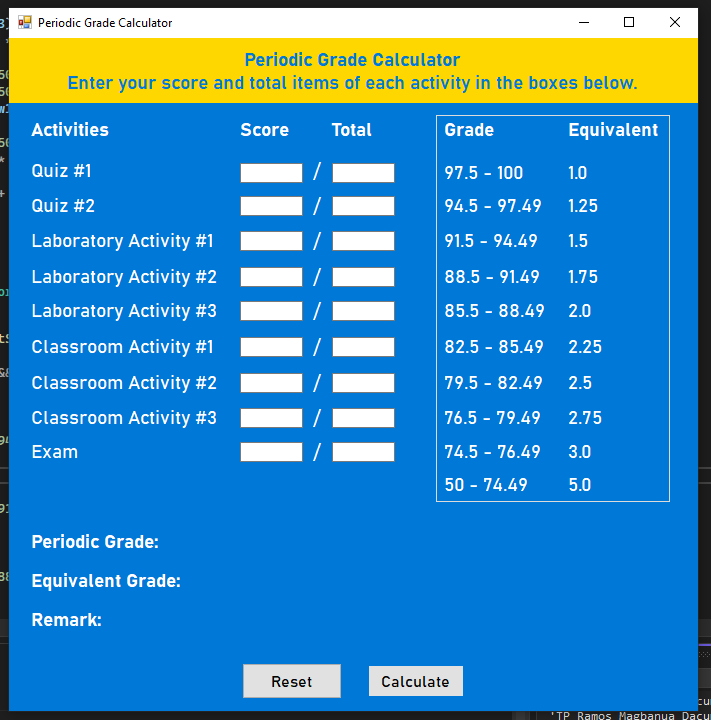 Periodic Grade Calculator
Periodic Grade Calculator
Enter your score and total items of each activity in the boxes below.
Activities Score Total Grade Equivalent
Quiz #1 / 97.5 - 100 1.0
Quiz #2 / 94.5 - 97.49 1.25
Laboratory Activity #1 / 91.5 - 94.49 1.5
Laboratory Activity #2 / 88.5 - 91.49 1.75
Laboratory Activity #3 / 85.5 - 88.49 2.0
Classroom Activity #1 / 82.5 - 85.49 2.25
Classroom Activity #2 / 79.5 - 82.49 2.5
Classroom Activity #3 / 76.5 - 79.49 2.75
Exam / 74.5 - 76.49 3.0
50 - 74.49 5.0
Periodic Grade:
Equivalent Grade:
Remark:
Reset Calculate
'TP Ramos Magbanua Dacu